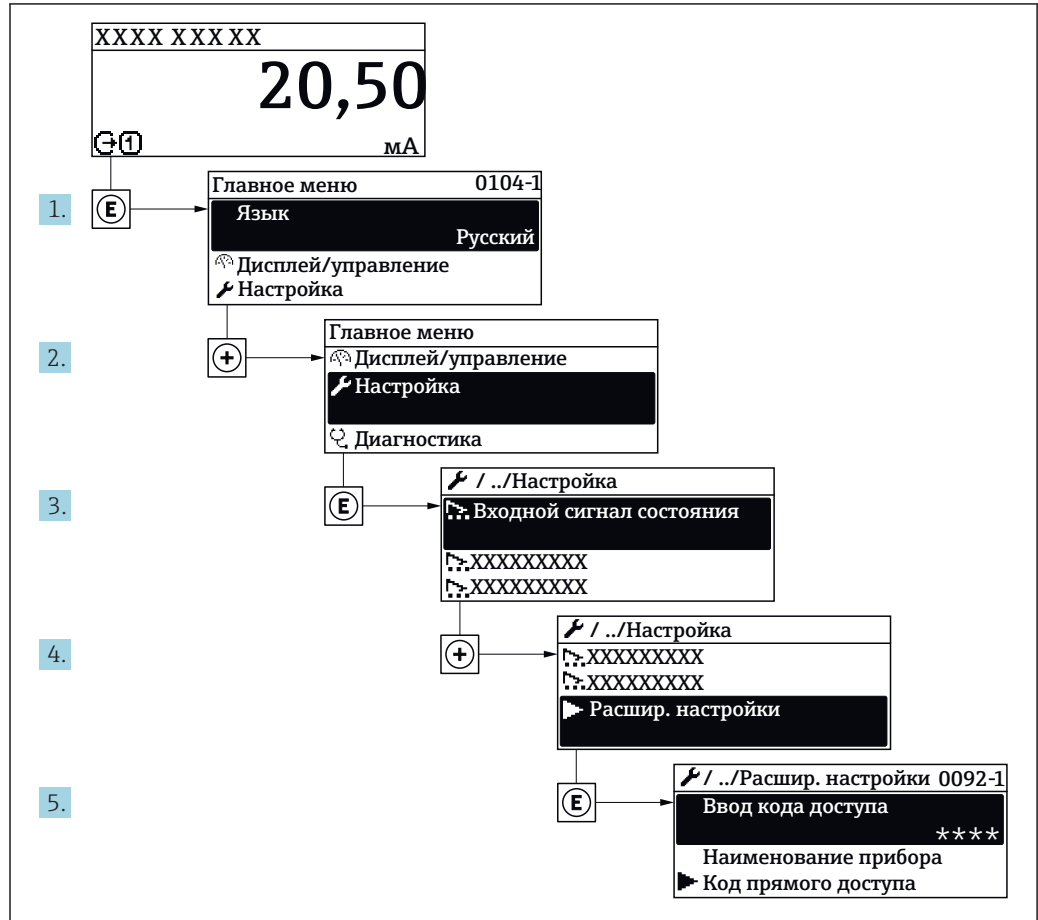 XXXX XXX XX
20,50
мА
1
1.
E
Главное меню 0104-1
Язык
Русский
Дисплей/управление
Настройка
2.
+
Главное меню
Дисплей/управление
Настройка
Диагностика
3.
E
/ ../Настройка
Входной сигнал состояния
XXXXXXXXX
XXXXXXXXX
4.
+
/ ../Настройка
XXXXXXXXX
XXXXXXXXX
Расшир. настройки
5.
E
/ ../Расшир. настройки 0092-1
Ввод кода доступа
****
Наименование прибора
Код прямого доступа